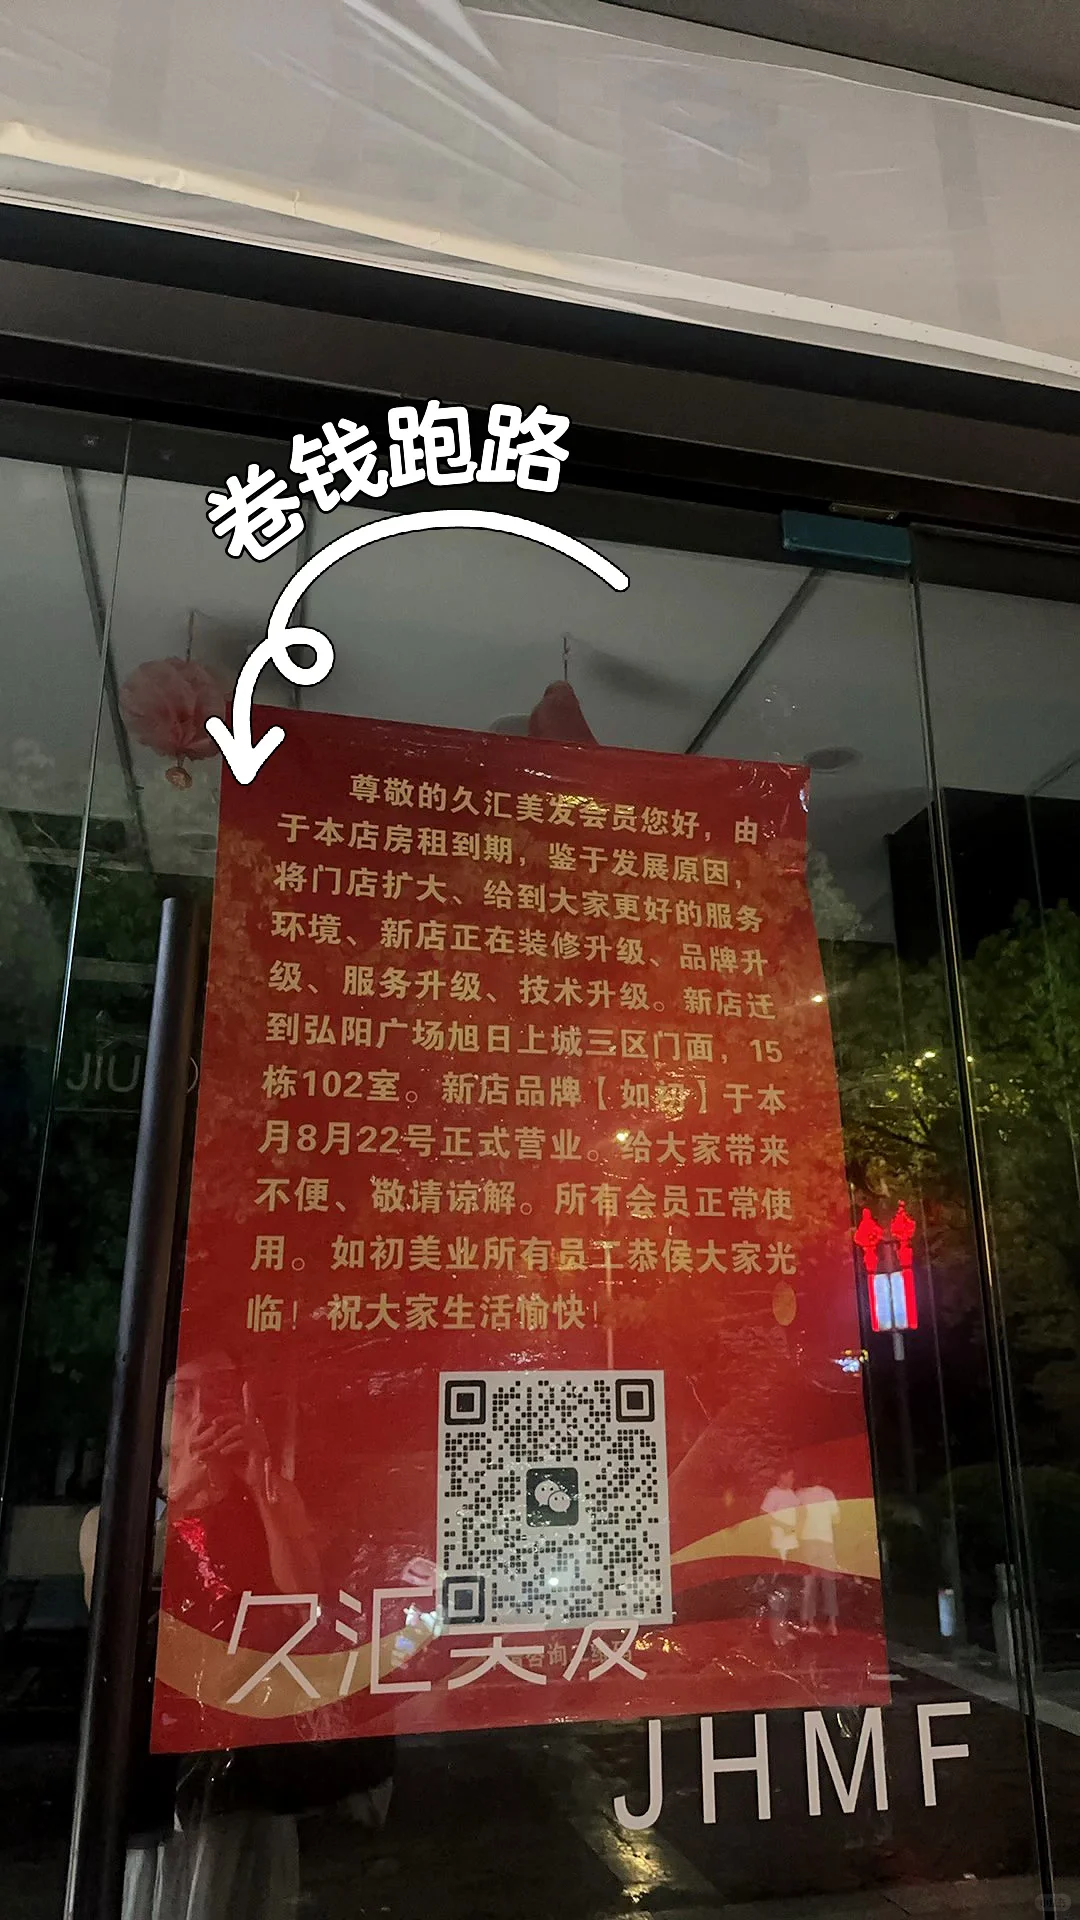 卷钱跑路
尊敬的久汇美发会员您好，由
于本店房租到期，鉴于发展原因，
将门店扩大、给到大家更好的服务
环境、新店正在装修升级、品牌升
级、服务升级、技术升级。新店迁
到弘阳广场旭日上城三区门面，15
栋102室。新店品牌【如初】于本
月8月22号正式营业。给大家带来
不便、敬请谅解。所有会员正常使
用。如初美业所有员工恭侯大家光
临！祝大家生活愉快！
久汇美发
JHMF